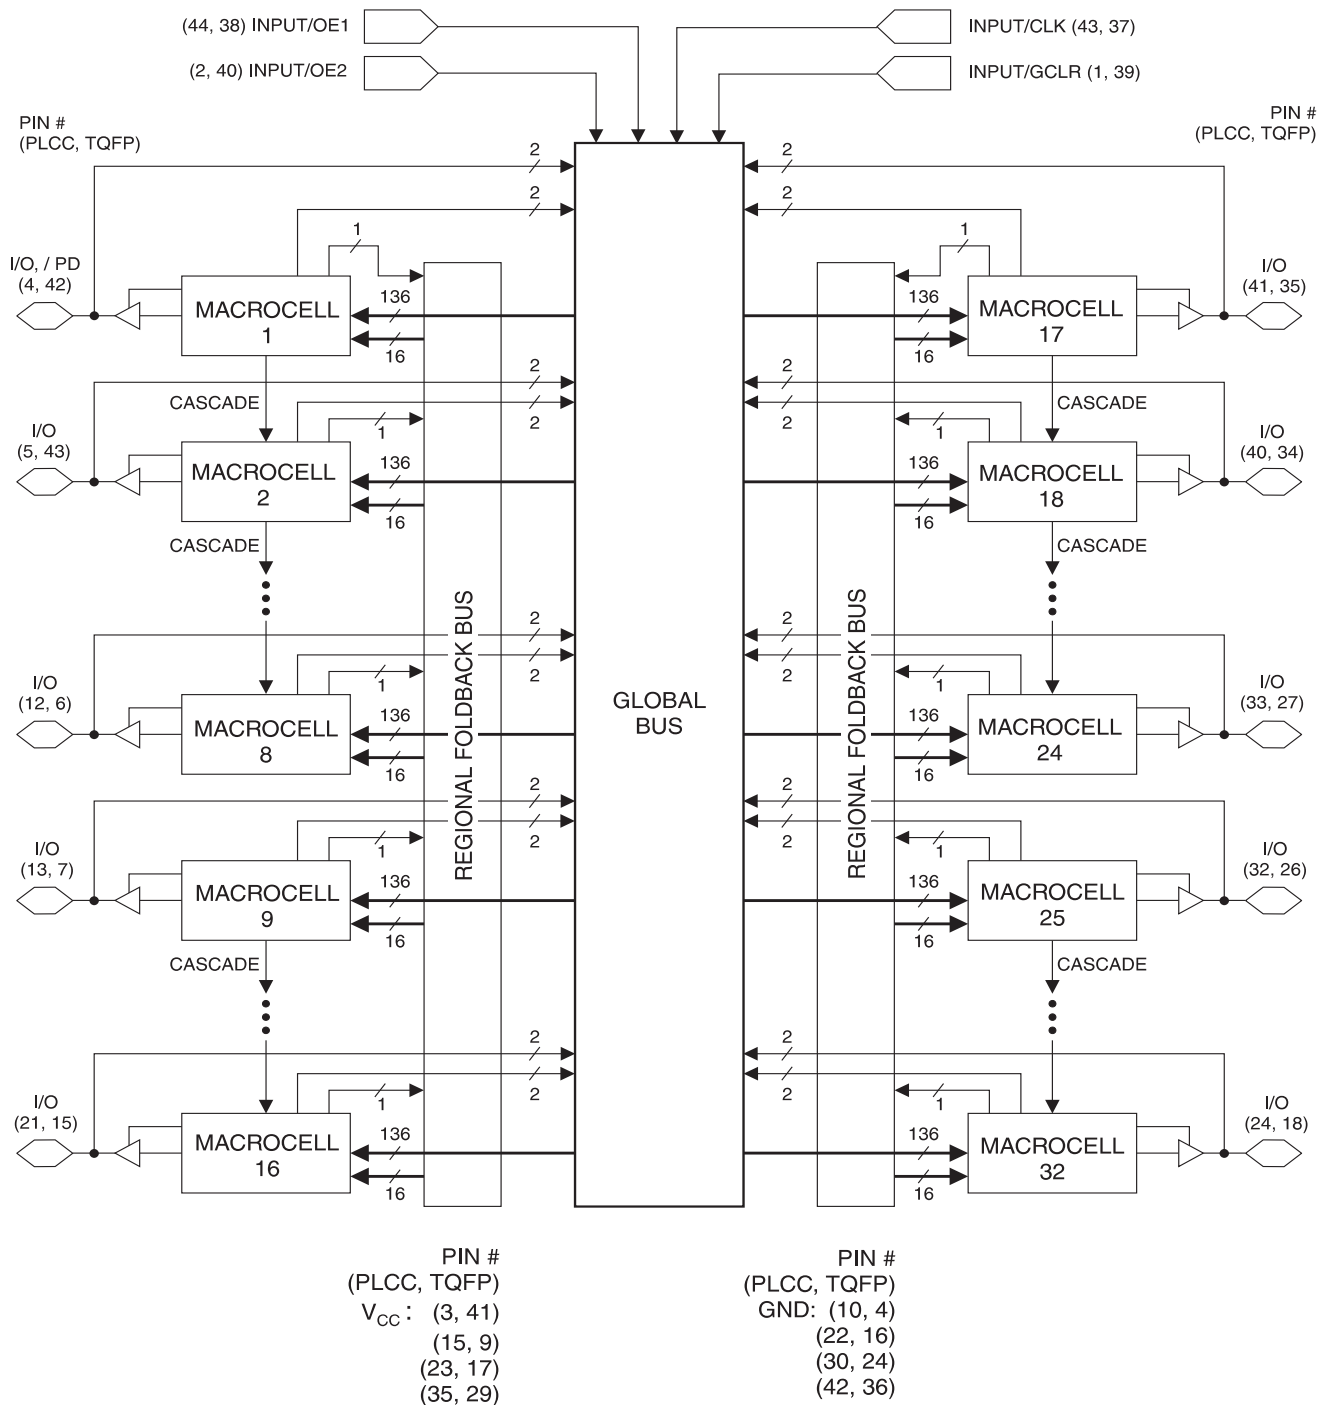 (44, 38) INPUT/OE1
INPUT/CLK (43, 37)
(2, 40) INPUT/OE2
INPUT/GCLR (1, 39)
PIN #
(PLCC, TQFP)
PIN #
(PLCC, TQFP)
2
2
2
2
1
1
I/O, / PD
(4, 42)
MACROCELL
1
136
16
136
16
MACROCELL
17
I/O
(41, 35)
2
2
CASCADE
CASCADE
1
2
2
1
I/O
(5, 43)
MACROCELL
2
136
16
136
16
MACROCELL
18
I/O
(40, 34)
CASCADE
CASCADE
REGIONAL FOLDBACK BUS
GLOBAL
BUS
REGIONAL FOLDBACK BUS
2
2
1
2
2
1
I/O
(12, 6)
MACROCELL
8
136
16
136
16
MACROCELL
24
I/O
(33, 27)
2
2
1
2
2
1
I/O
(13, 7)
MACROCELL
9
136
16
136
16
MACROCELL
25
I/O
(32, 26)
CASCADE
CASCADE
2
2
1
2
2
1
I/O
(21, 15)
MACROCELL
16
136
16
136
16
MACROCELL
32
I/O
(24, 18)
PIN #
(PLCC, TQFP)
VCC : (3, 41)
(15, 9)
(23, 17)
(35, 29)
PIN #
(PLCC, TQFP)
GND: (10, 4)
(22, 16)
(30, 24)
(42, 36)